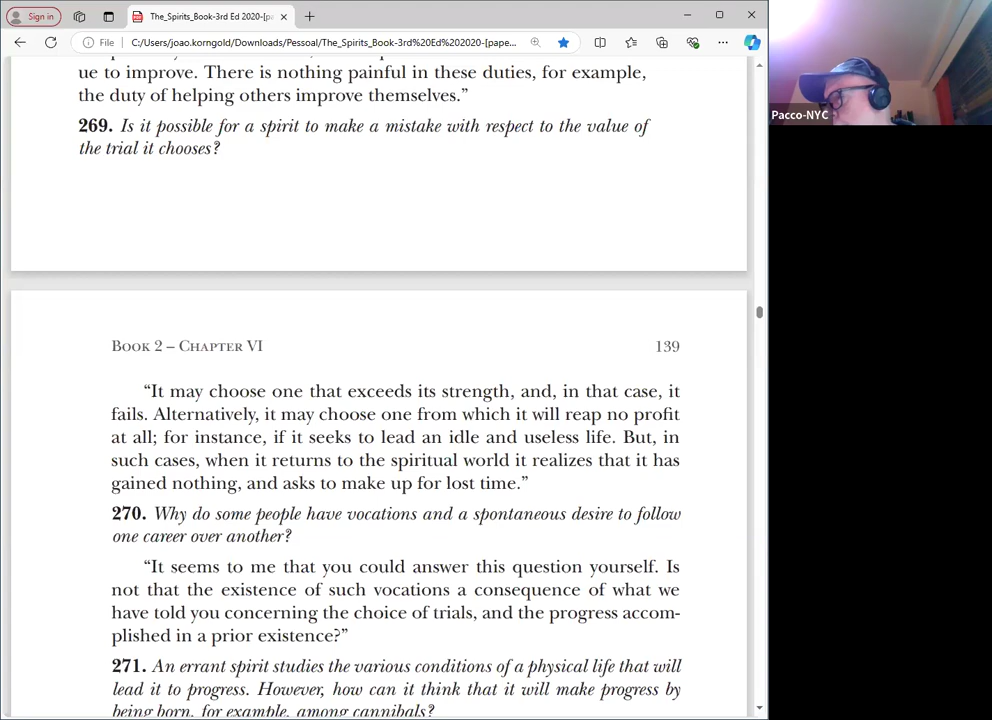 Sign in
The_Spirits_Book-3rd Ed 2020-[pa
File
C:/Users/joao.korngold/Downloads/Pessoal/The_Spirits_Book-3rd%20Ed%202020-[pape...
ue to improve. There is nothing painful in these duties, for example,
the duty of helping others improve themselves.”
269. Is it possible for a spirit to make a mistake with respect to the value of
the trial it chooses?
BOOK 2 – CHAPTER VI
139
“It may choose one that exceeds its strength, and, in that case, it
fails. Alternatively, it may choose one from which it will reap no profit
at all; for instance, if it seeks to lead an idle and useless life. But, in
such cases, when it returns to the spiritual world it realizes that it has
gained nothing, and asks to make up for lost time.”
270. Why do some people have vocations and a spontaneous desire to follow
one career over another?
“It seems to me that you could answer this question yourself. Is
not that the existence of such vocations a consequence of what we
have told you concerning the choice of trials, and the progress accom-
plished in a prior existence?”
271. An errant spirit studies the various conditions of a physical life that will
lead it to progress. However, how can it think that it will make progress by
being born, for example, among cannibals?
Pacco-NYC